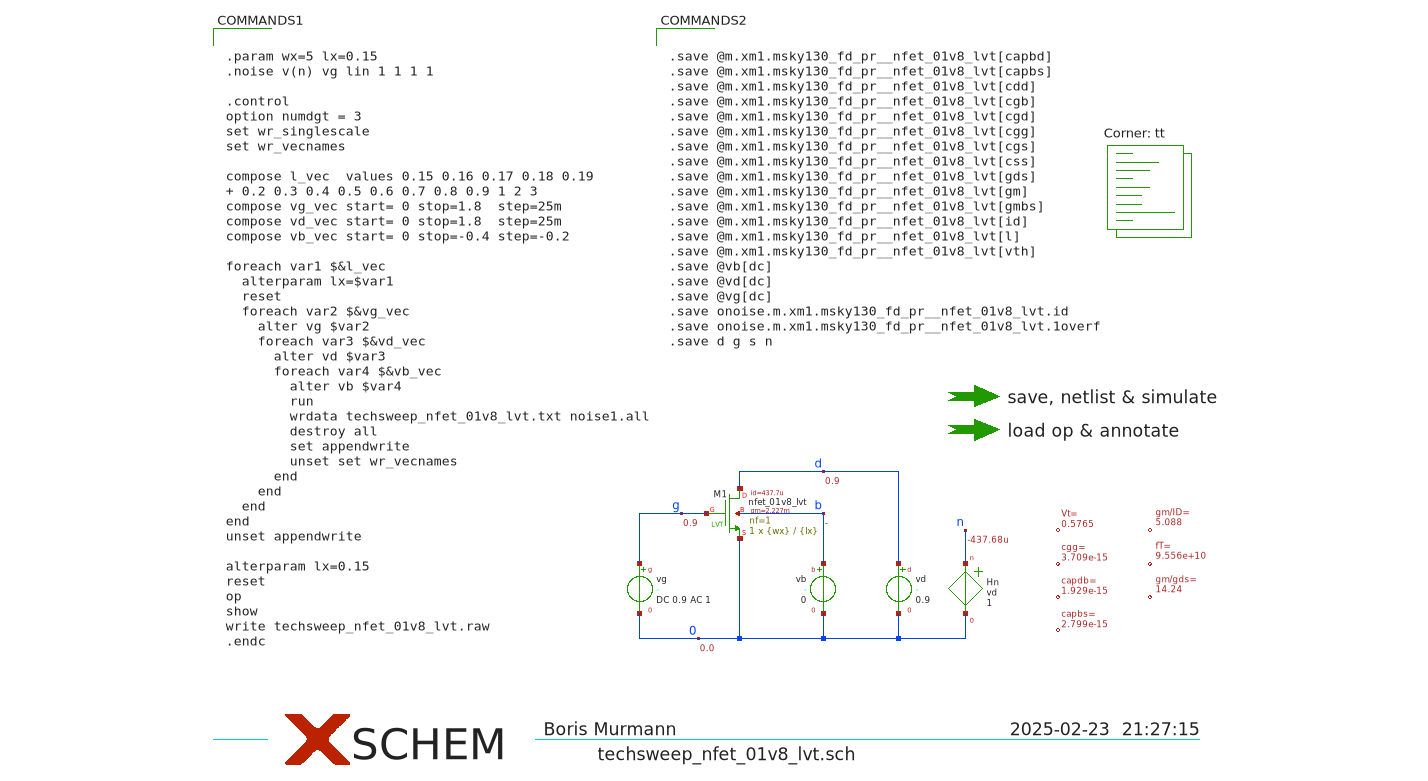 COMMANDS1
.param wx=5 lx=0.15
.noise v(n) vg lin 1 1 1 1
.control
option numdgt = 3
set wr_singlescale
set wr_vecnames
compose l_vec  values 0.15 0.16 0.17 0.18 0.19
+ 0.2 0.3 0.4 0.5 0.6 0.7 0.8 0.9 1 2 3
compose vg_vec start= 0 stop=1.8  step=25m
compose vd_vec start= 0 stop=1.8  step=25m
compose vb_vec start= 0 stop=-0.4 step=-0.2
foreach var1 $&l_vec
  alterparam lx=$var1
  reset
  foreach var2 $&vg_vec
    alter vg $var2
    foreach var3 $&vd_vec
      alter vd $var3
      foreach var4 $&vb_vec
        alter vb $var4
        run
        wrdata techsweep_nfet_01v8_lvt.txt noise1.all
        destroy all
        set appendwrite
        unset set wr_vecnames
      end
    end
  end
end
unset appendwrite
alterparam lx=0.15
reset
op
show
write techsweep_nfet_01v8_lvt.raw
.endc
COMMANDS2
.save @m.xm1.msky130_fd_pr__nfet_01v8_lvt[capbd]
.save @m.xm1.msky130_fd_pr__nfet_01v8_lvt[capbs]
.save @m.xm1.msky130_fd_pr__nfet_01v8_lvt[cdd]
.save @m.xm1.msky130_fd_pr__nfet_01v8_lvt[cgb]
.save @m.xm1.msky130_fd_pr__nfet_01v8_lvt[cgd]
.save @m.xm1.msky130_fd_pr__nfet_01v8_lvt[cgg]
.save @m.xm1.msky130_fd_pr__nfet_01v8_lvt[cgs]
.save @m.xm1.msky130_fd_pr__nfet_01v8_lvt[css]
.save @m.xm1.msky130_fd_pr__nfet_01v8_lvt[gds]
.save @m.xm1.msky130_fd_pr__nfet_01v8_lvt[gm]
.save @m.xm1.msky130_fd_pr__nfet_01v8_lvt[gmbs]
.save @m.xm1.msky130_fd_pr__nfet_01v8_lvt[id]
.save @m.xm1.msky130_fd_pr__nfet_01v8_lvt[l]
.save @m.xm1.msky130_fd_pr__nfet_01v8_lvt[vth]
.save @vb[dc]
.save @vd[dc]
.save @vg[dc]
.save onoise.m.xm1.msky130_fd_pr__nfet_01v8_lvt.id
.save onoise.m.xm1.msky130_fd_pr__nfet_01v8_lvt.1overf
.save d g s n
Corner: tt
save, netlist & simulate
load op & annotate
d
0.9
M1
D
id=437.7u
nfet_01v8_lvt
gm=2.227m
g
0.9
G
B
b
-
LVT
nf=1
S
1 x {wx} / {lx}
n
-437.68u
g
vg
DC 0.9 AC 1
0
b
vb
0
0
d
vd
0.9
0
n
Hn
vd
1
0
0
0.0
Vt=
0.5765
cgg=
3.709e-15
capdb=
1.929e-15
capbs=
2.799e-15
gm/ID=
5.088
fT=
9.556e+10
gm/gds=
14.24
XSCHEM
Boris Murmann
2025-02-23  21:27:15
techsweep_nfet_01v8_lvt.sch